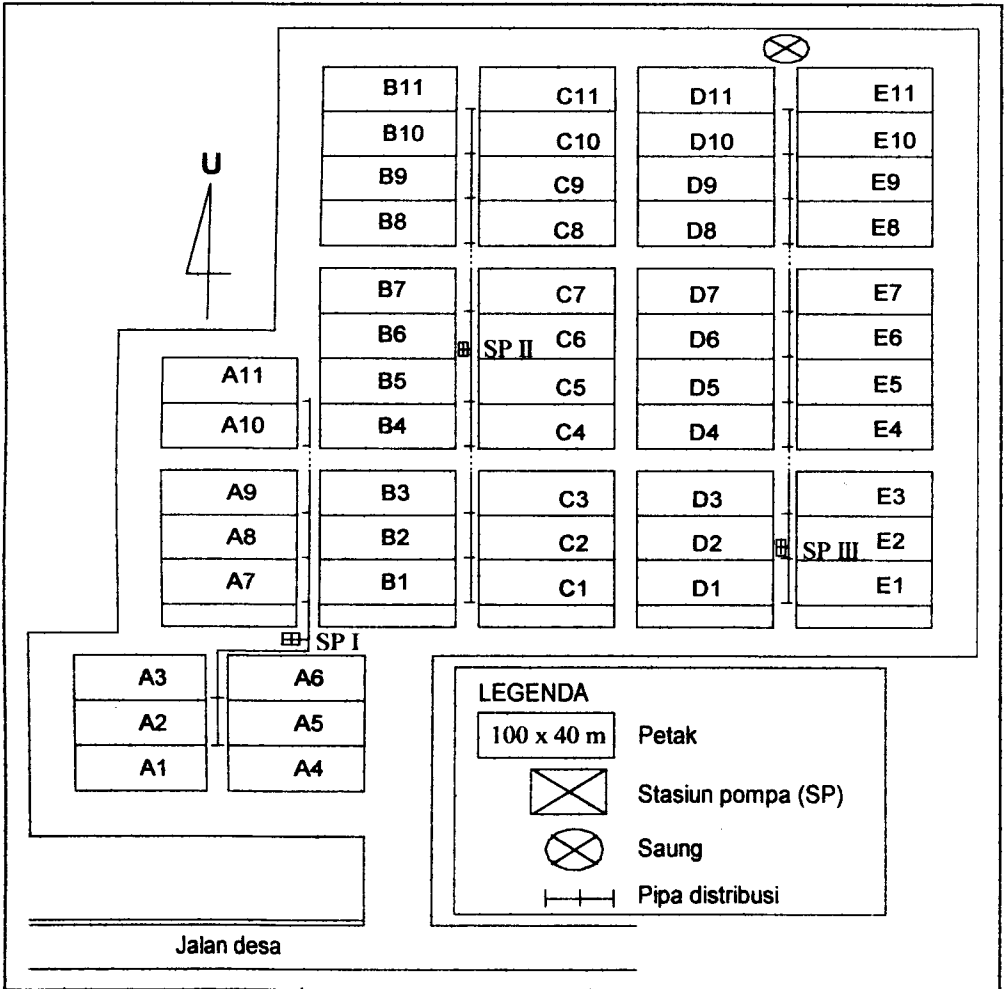 B11 C11 D11 E11
B10 C10 D10 E10
U
B9 C9 D9 E9
B8 C8 D8 E8
B7 C7 D7 E7
B6 SP II C6 D6 E6
A11 B5 C5 D5 E5
A10 B4 C4 D4 E4
A9 B3 C3 D3 E3
A8 B2 C2 D2 SP III E2
A7 B1 C1 D1 E1
SP I
A3 A6
A2 A5
A1 A4
LEGENDA
100 x 40 m Petak
Stasiun pompa (SP)
Saung
Pipa distribusi
Jalan desa